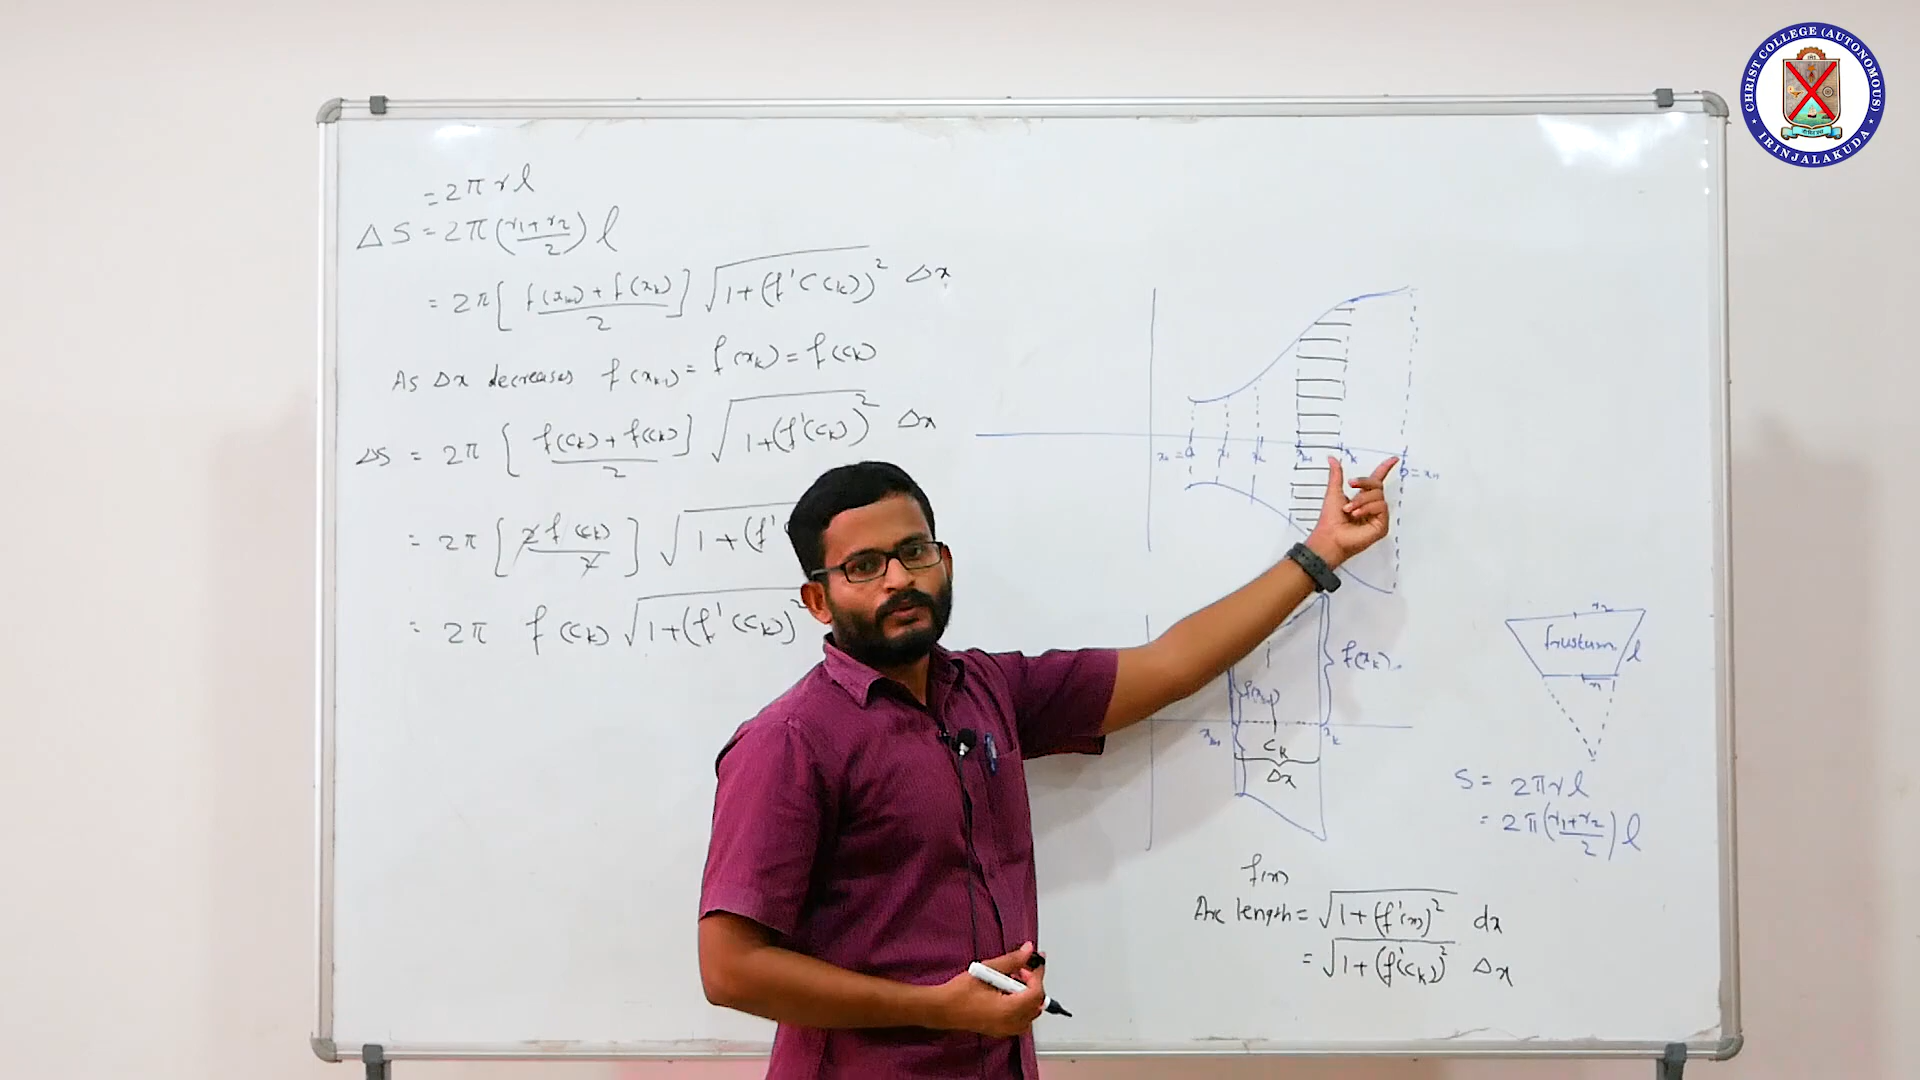 = 2πrl
ΔS = 2π(r₁+r₂/2) l
= 2π[f(xₖ₋₁)+f(xₖ)/2] √1+(f'(cₖ))² Δx
As Δx decreases f(xₖ₋₁) = f(xₖ) = f(cₖ)
ΔS = 2π [f(cₖ)+f(cₖ)/2] √1+(f'(cₖ))² Δx
= 2π [2f(cₖ)/2] √1+(f'
= 2π f(cₖ) √1+(f'(cₖ))²
x₀ = a x₁ x₂ xₖ₋₁ xₖ b = xₙ
f(xₖ₋₁) f(xₖ)
xₖ₋₁ cₖ xₖ
Δx
r₂
frustum l
r₁
S = 2πrl
= 2π(r₁+r₂/2) l
f(x)
Arc length = √1+(f'(x))² dx
= √1+(f'(cₖ))² Δx
CHRIST COLLEGE (AUTONOMOUS)
IRINJALAKUDA